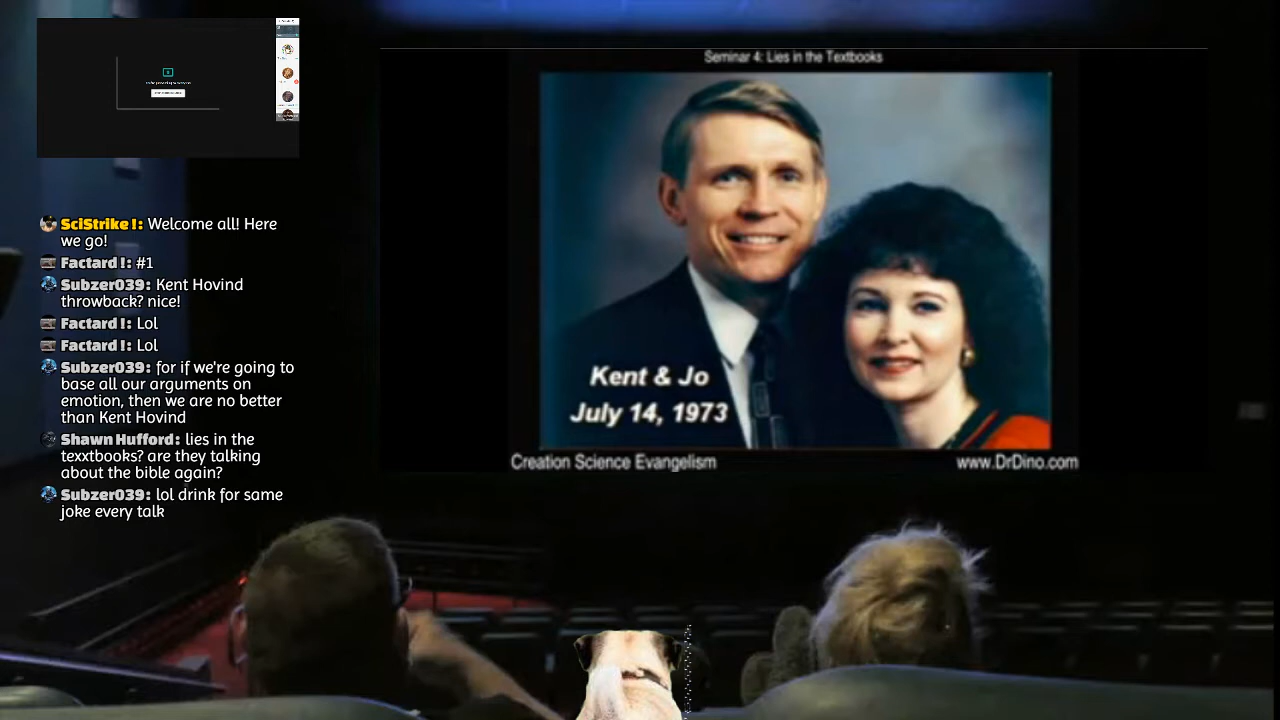 Seminar 4: Lies in the Textbooks
Kent & Jo
July 14, 1973
Creation Science Evangelism
www.DrDino.com
SciStrike !: Welcome all! Here
we go!
Factard !: #1
Subzer039: Kent Hovind
throwback? nice!
Factard !: Lol
Factard !: Lol
Subzer039: for if we're going to
base all our arguments on
emotion, then we are no better
than Kent Hovind
Shawn Hufford: lies in the
texxtbooks? are they talking
about the bible again?
Subzer039: lol drink for same
joke every talk